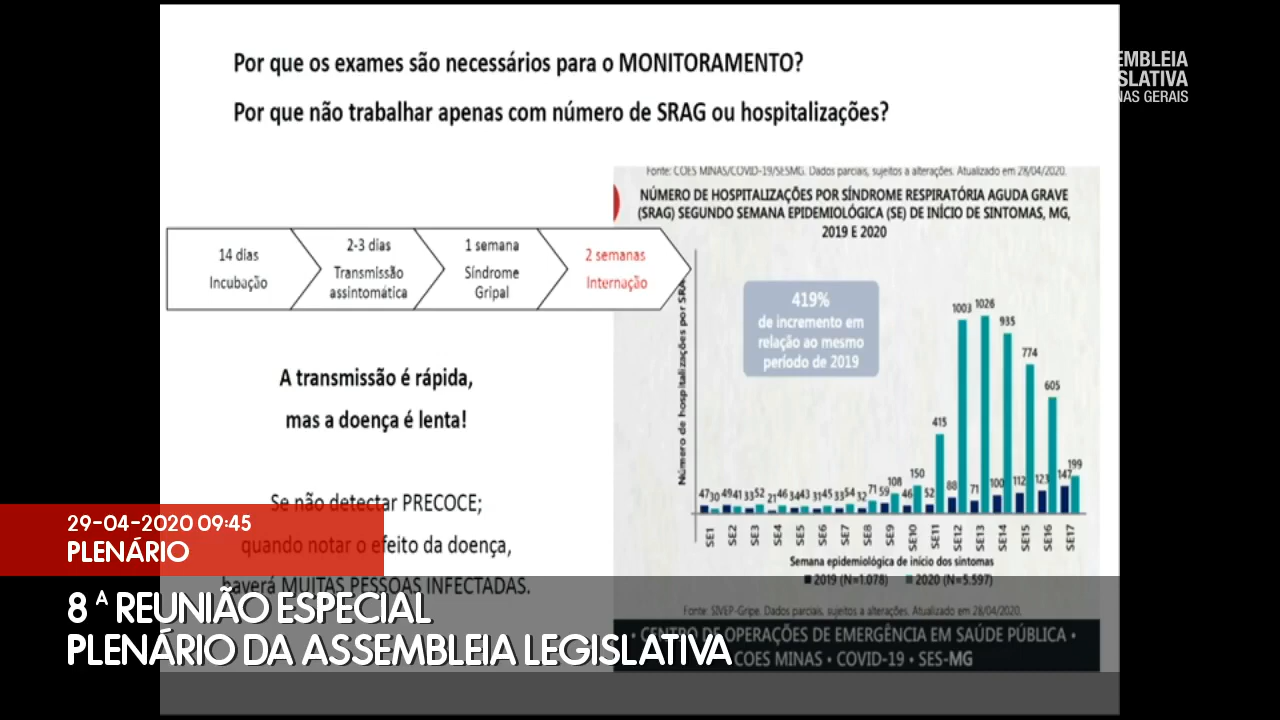 Por que os exames são necessários para o MONITORAMENTO?
Por que não trabalhar apenas com número de SRAG ou hospitalizações?
EMBLEIA
SLATIVA
NAS GERAIS
Fonte: COES MINAS/COVID-19/SESMG. Dados parciais, sujeitos a alterações. Atualizado em 28/04/2020.
NÚMERO DE HOSPITALIZAÇÕES POR SÍNDROME RESPIRATÓRIA AGUDA GRAVE
(SRAG) SEGUNDO SEMANA EPIDEMIOLÓGICA (SE) DE INÍCIO DE SINTOMAS, MG,
2019 E 2020
14 dias
Incubação
2-3 dias
Transmissão
assintomática
1 semana
Síndrome
Gripal
2 semanas
Internação
Número de hospitalizações por SRA
419%
de incremento em
relação ao mesmo
período de 2019
47 30 49 41 33 52 21 46 34 43 31 45 33 54 32 71 59 108 46 150 52 415 88 1003 71 1026 100 935 112 774 123 605 147 199
SE1 SE2 SE3 SE4 SE5 SE6 SE7 SE8 SE9 SE10 SE11 SE12 SE13 SE14 SE15 SE16 SE17
Semana epidemiológica de início dos sintomas
2019 (N=1.078) 2020 (N=5.597)
Fonte: SIVEP-Gripe. Dados parciais, sujeitos a alterações. Atualizado em 28/04/2020.
• CENTRO DE OPERAÇÕES DE EMERGÊNCIA EM SAÚDE PÚBLICA •
COES MINAS • COVID-19 • SES-MG
A transmissão é rápida,
mas a doença é lenta!
Se não detectar PRECOCE;
quando notar o efeito da doença,
haverá MUITAS PESSOAS INFECTADAS.
29-04-2020 09:45
PLENÁRIO
8ª REUNIÃO ESPECIAL
PLENÁRIO DA ASSEMBLEIA LEGISLATIVA